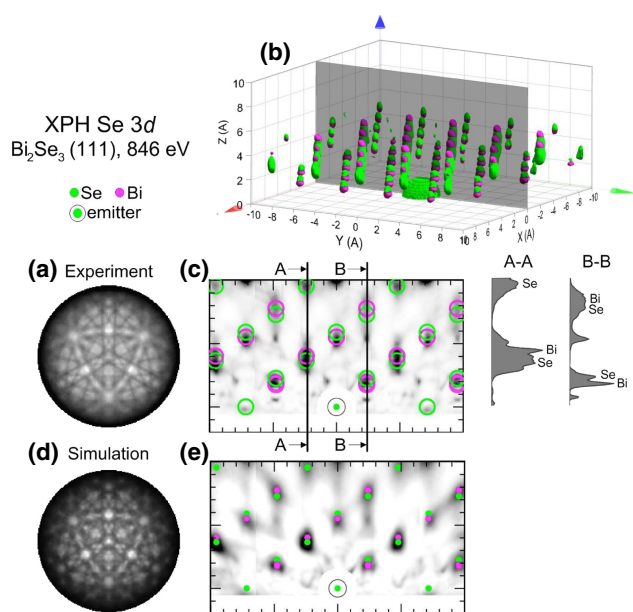 (b)
XPH Se 3d
Bi2Se3 (111), 846 eV
Se Bi
emitter
Z (A)
10
8
6
4
2
0
-10 -8 -6 -4 -2 0 2 4 6 8 10
Y (A)
8 6 4 2 0 -2 -4 -6 -8 -10
X (A)
(a) Experiment
(c)
A
B
A-A
B-B
Se
Bi
Se
Bi
Se
Se
Bi
A
B
(d) Simulation
(e)